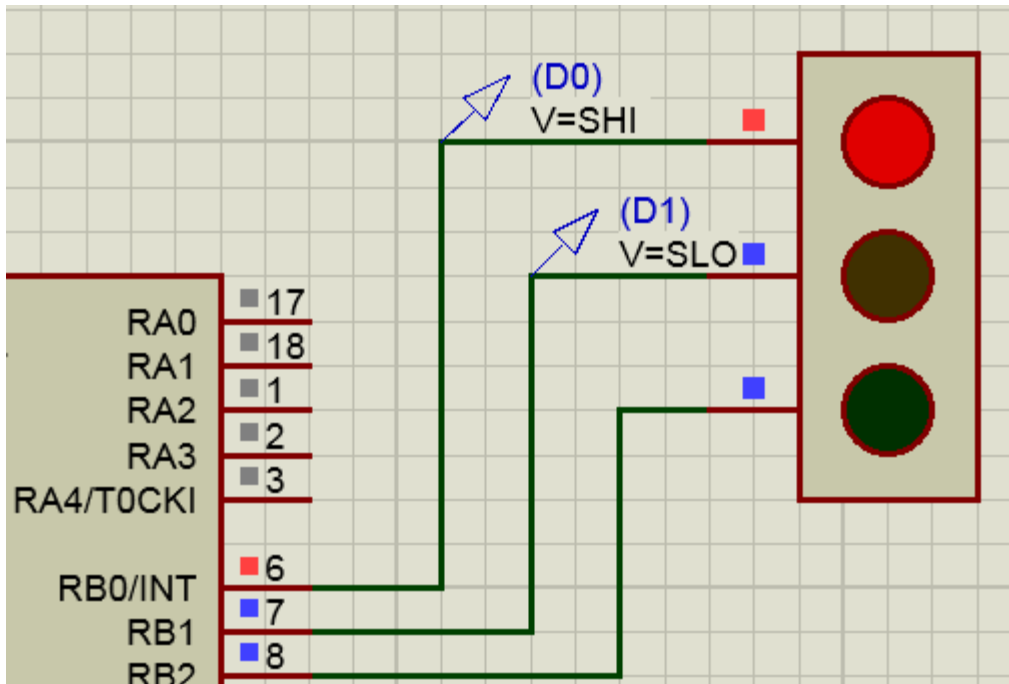 (D0)
V=SHI
(D1)
V=SLO
RA0 17
RA1 18
RA2 1
RA3 2
RA4/T0CKI 3
RB0/INT 6
RB1 7
RB2 8